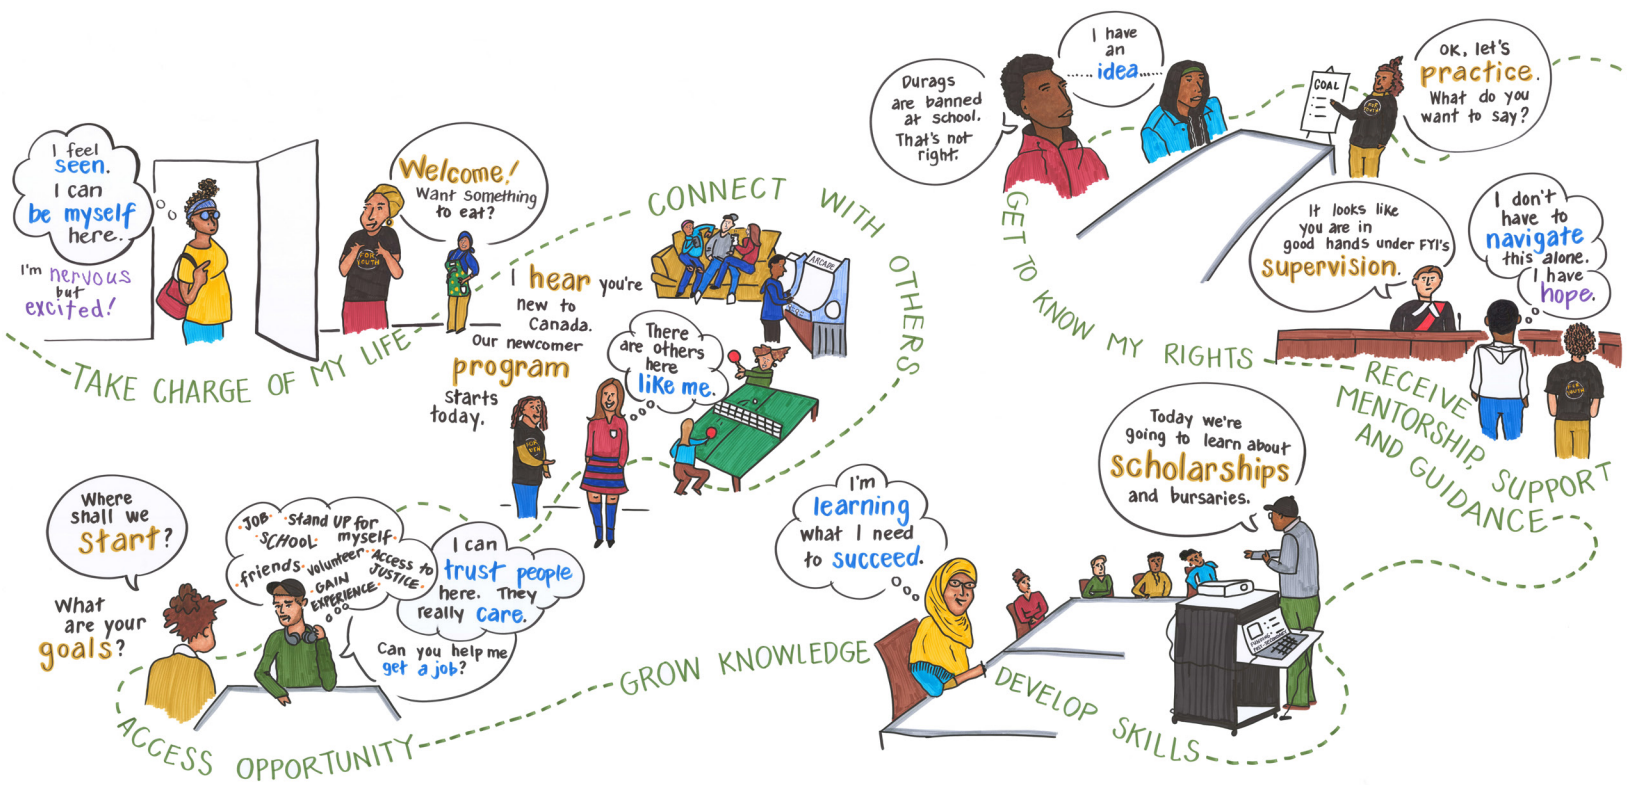 I feel
seen.
I can
be myself
here.
I'm nervous
but
excited!
FOR
YOUTH
Welcome!
Want something
to eat?
TAKE CHARGE OF MY LIFE
CONNECT WITH OTHERS
ARCADE
I hear you're
new to
Canada.
Our newcomer
program
starts
today.
There
are others
here
like me.
Where
shall we
start?
What
are your
goals?
·JOB· ·Stand UP for
·SCHOOL· myself·
·friends· volunteer· ·Access to
·GAIN JUSTICE·
EXPERIENCE·
I can
trust people
here. They
really care.
Can you help me
get a job?
ACCESS OPPORTUNITY
GROW KNOWLEDGE
I'm
learning
what I need
to succeed.
DEVELOP SKILLS
Today we're
going to learn about
scholarships
and bursaries.
Durags
are banned
at school.
That's not
right.
I have
an
.....idea....
GOAL
FOR
YOUTH
OK, let's
practice.
What do you
want to say?
GET TO KNOW MY RIGHTS
It looks like
you are in
good hands under FYI's
supervision.
I don't
have to
navigate
this alone.
I have
hope.
FOR
YOUTH
RECEIVE
MENTORSHIP, SUPPORT
AND GUIDANCE